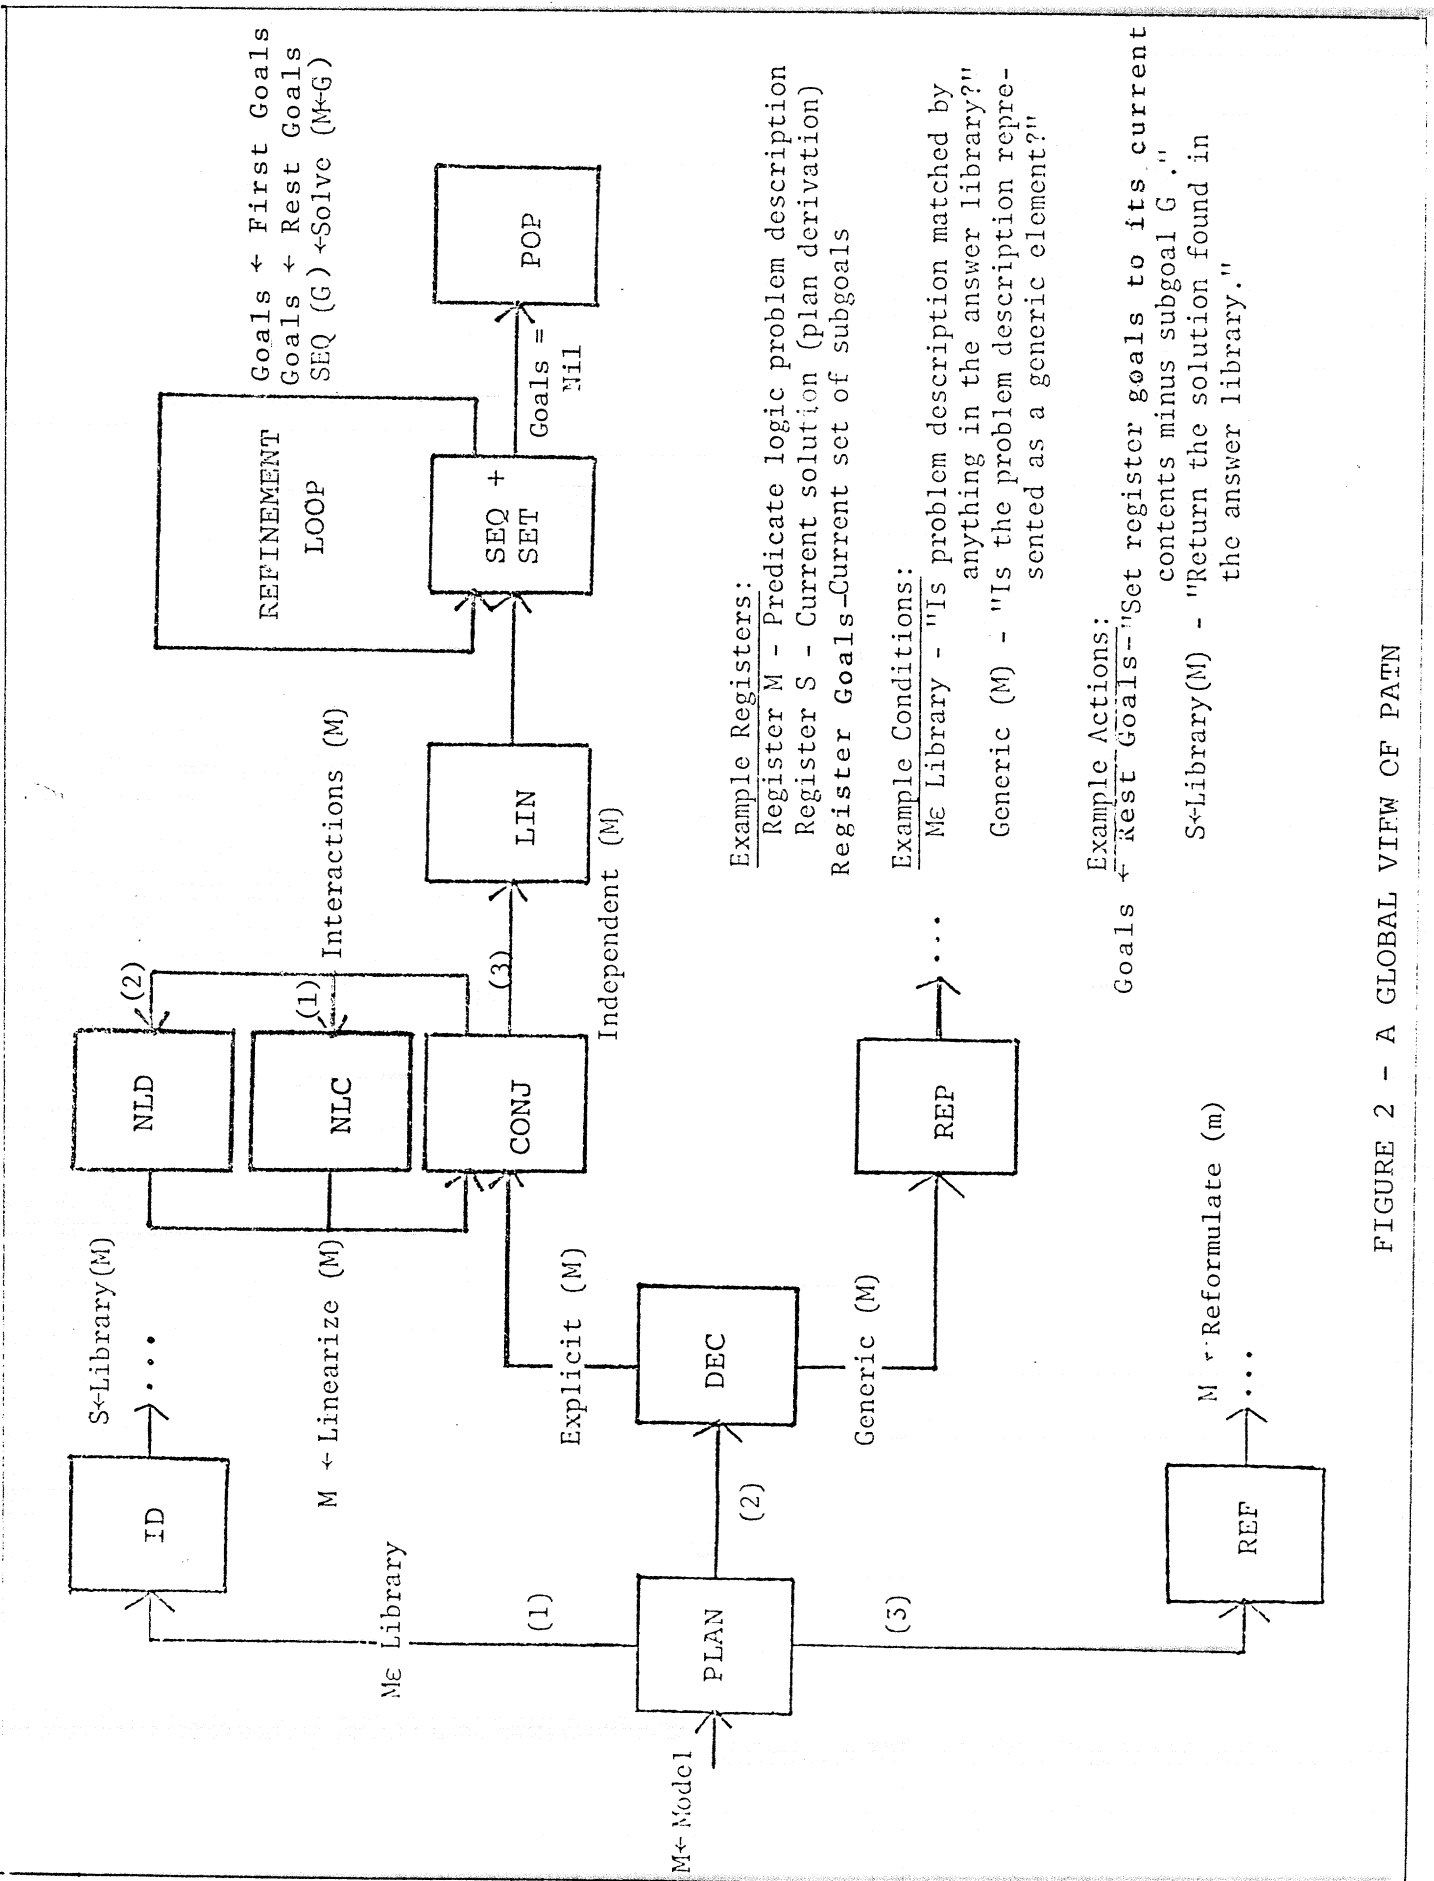 M←Model
PLAN
Mε Library
(1)
(2)
(3)
ID
S←Library(M)
...
DEC
Explicit (M)
Generic (M)
REF
M ←Reformulate (m)
...
M ← Linearize (M)
NLD
NLC
CONJ
(2)
(1)
(3)
Interactions (M)
Independent (M)
REP
...
LIN
REFINEMENT
LOOP
SEQ +
SET
Goals ← First Goals
Goals ← Rest Goals
SEQ (G) ←Solve (M←G)
Goals =
Nil
POP
Example Registers:
Register M - Predicate logic problem description
Register S - Current solution (plan derivation)
Register Goals-Current set of subgoals
Example Conditions:
Mε Library - "Is problem description matched by
anything in the answer library?"
Generic (M) - "Is the problem description repre-
sented as a generic element?"
Example Actions:
Goals ← Rest Goals-"Set register goals to its current
contents minus subgoal G ."
S←Library(M) - "Return the solution found in
the answer library."
FIGURE 2 - A GLOBAL VIEW OF PATN